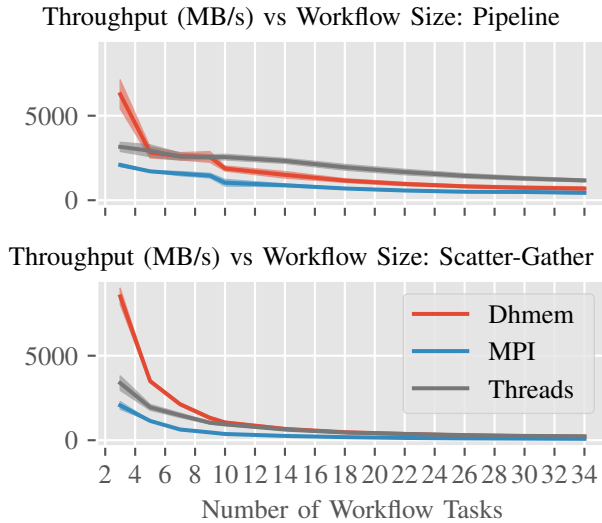 Throughput (MB/s) vs Workflow Size: Pipeline
5000
0
Throughput (MB/s) vs Workflow Size: Scatter-Gather
Dhmem
MPI
Threads
5000
0
2 4 6 8 10 12 14 16 18 20 22 24 26 28 30 32 34
Number of Workflow Tasks